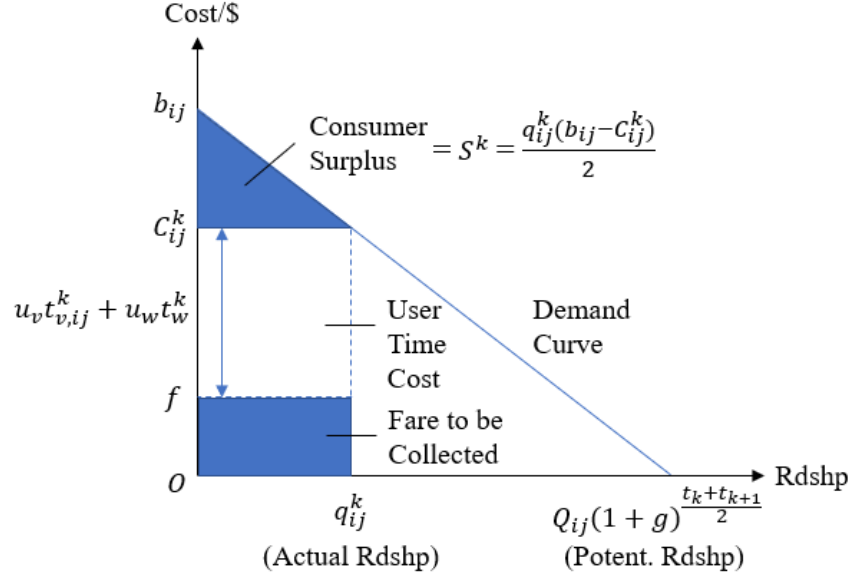 Cost/$
b_{ij}
Consumer
Surplus
= S^k = \frac{q_{ij}^k(b_{ij}-C_{ij}^k)}{2}
C_{ij}^k
u_v t_{v,ij}^k + u_w t_w^k
User
Time
Cost
Demand
Curve
f
Fare to be
Collected
O
Rdshp
q_{ij}^k
(Actual Rdshp)
Q_{ij}(1 + g)^{\frac{t_k+t_{k+1}}{2}}
(Potent. Rdshp)